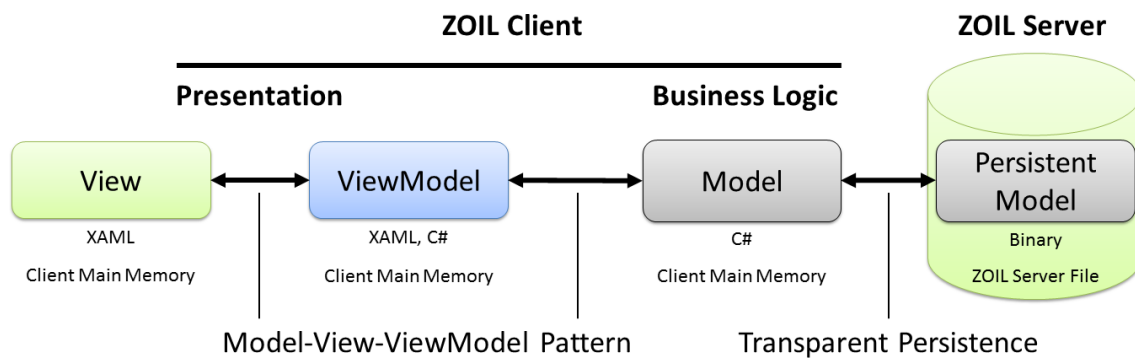 ZOIL Client
ZOIL Server
Presentation
Business Logic
View
ViewModel
Model
Persistent
Model
XAML
XAML, C#
C#
Binary
Client Main Memory
Client Main Memory
Client Main Memory
ZOIL Server File
Model-View-ViewModel Pattern
Transparent Persistence